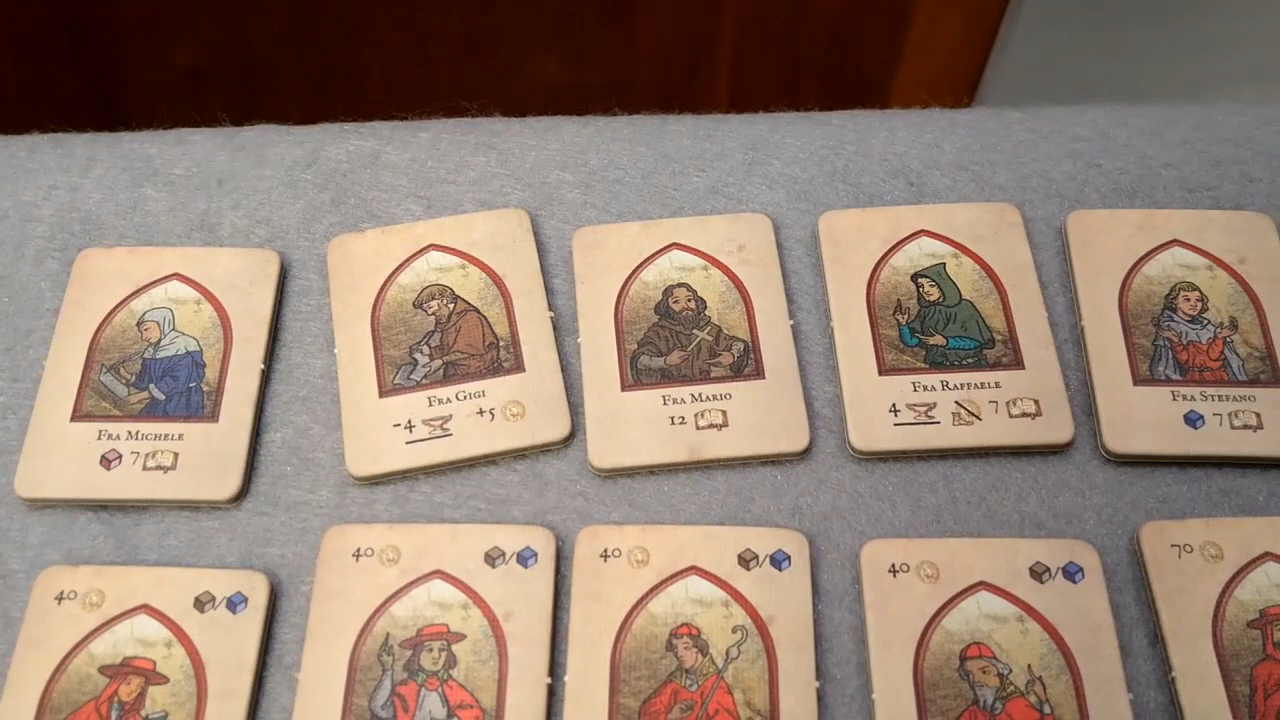 Fra Michele
7
Fra Gigi
-4 +5
Fra Mario
12
Fra Raffaele
4 7
Fra Stefano
7
40 /
40 /
40 /
40 /
70